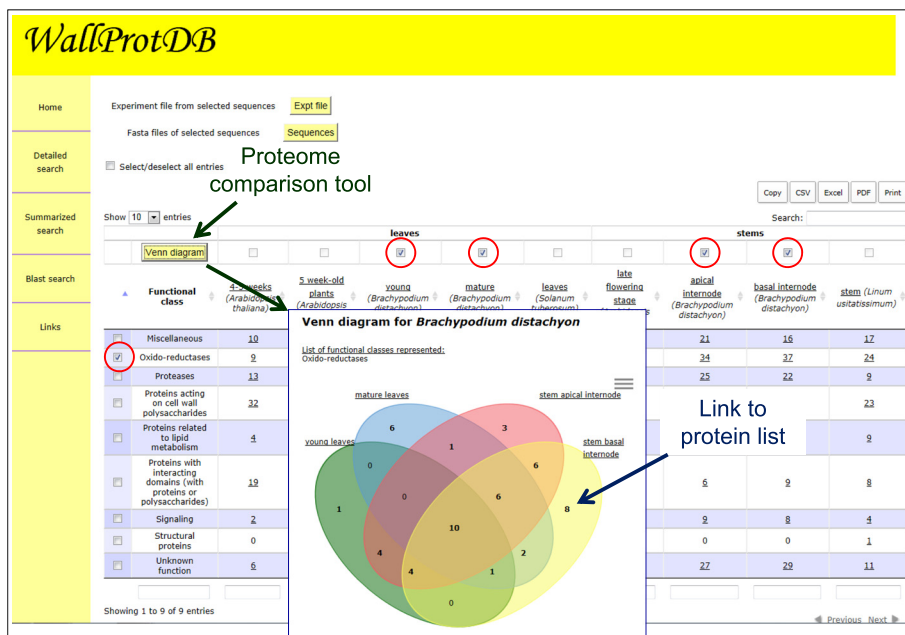 WallProtDB
Home
Detailed
search
Summarized
search
Blast search
Links
Experiment file from selected sequences Expt file
Fasta files of selected sequences Sequences
Select/deselect all entries
Proteome
comparison tool
Copy CSV Excel PDF Print
Show 10 entries
Search:
leaves stems
Venn diagram
Functional
class
4-5 weeks
(Arabidopsis
thaliana)
5 week-old
plants
(Arabidopsis
young
(Brachypodium
distachyon)
mature
(Brachypodium
distachyon)
leaves
(Solanum
tuberosum)
late
flowering
stage
apical
internode
(Brachypodium
distachyon)
basal internode
(Brachypodium
distachyon)
stem (Linum
usitatissimum)
Miscellaneous 10 21 16 17
Oxido-reductases 9 34 37 24
Proteases 13 25 22 9
Proteins acting
on cell wall
polysaccharides
32 23
Proteins related
to lipid
metabolism
4 9
Proteins with
interacting
domains (with
proteins or
polysaccharides)
19 6 9 8
Signaling 2 9 8 4
Structural
proteins
0 0 0 1
Unknown
function
6 27 29 11
Showing 1 to 9 of 9 entries
Previous Next
Venn diagram for Brachypodium distachyon
List of functional classes represented:
Oxido-reductases
mature leaves stem apical internode
young leaves
stem basal
internode
6 3
1
0 6
0 6
1 8
10
4 2
4 1
0
Link to
protein list